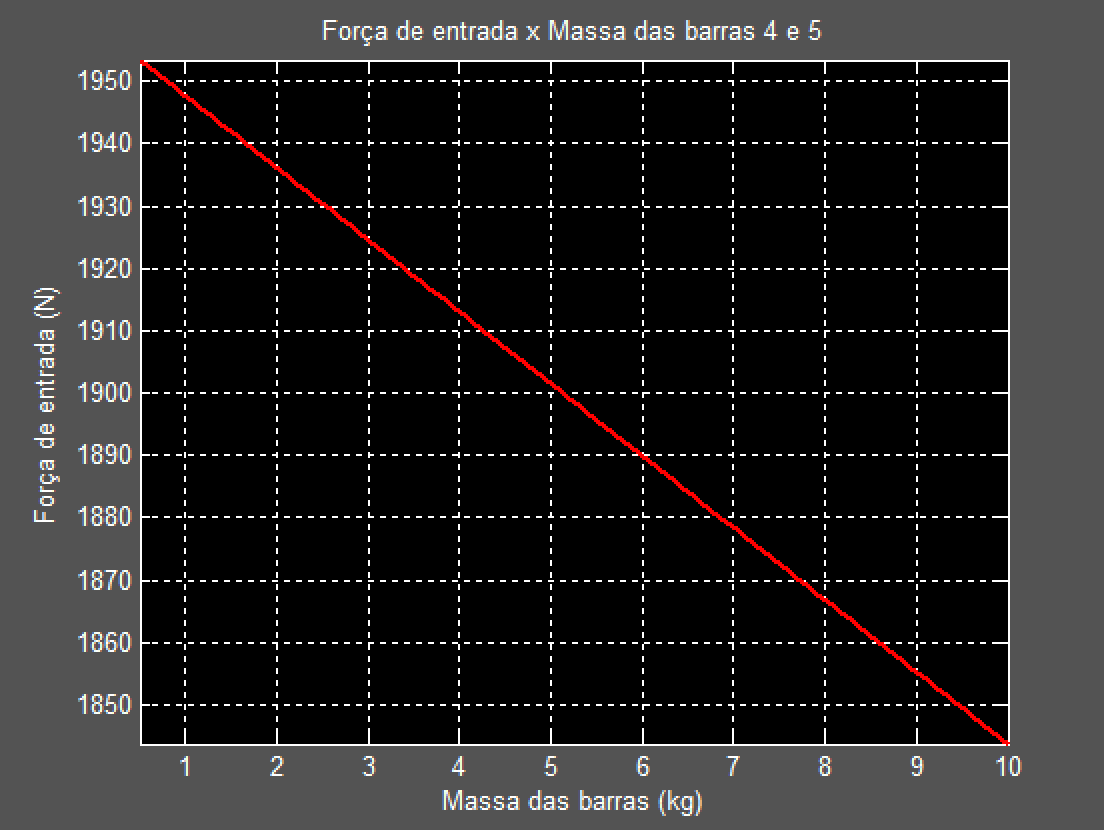 Força de entrada x Massa das barras 4 e 5
1950
1940
1930
1920
1910
1900
1890
1880
1870
1860
1850
Força de entrada (N)
1 2 3 4 5 6 7 8 9 10
Massa das barras (kg)